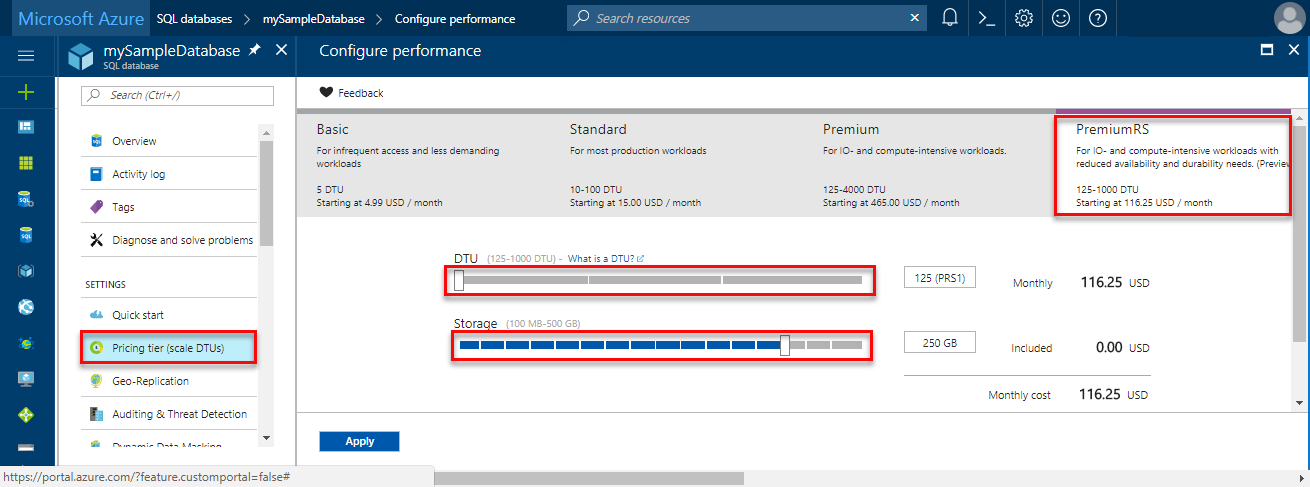 Microsoft Azure SQL databases mySampleDatabase Configure performance Search resources
mySampleDatabase
SQL database
Configure performance
Search (Ctrl+/)
Overview
Activity log
Tags
Diagnose and solve problems
SETTINGS
Quick start
Pricing tier (scale DTUs)
Geo-Replication
Auditing & Threat Detection
Dynamic Data Masking
Feedback
Basic
For infrequent access and less demanding
workloads
5 DTU
Starting at 4.99 USD / month
Standard
For most production workloads
10-100 DTU
Starting at 15.00 USD / month
Premium
For IO- and compute-intensive workloads.
125-4000 DTU
Starting at 465.00 USD / month
PremiumRS
For IO- and compute-intensive workloads with
reduced availability and durability needs. (Preview
125-1000 DTU
Starting at 116.25 USD / month
DTU (125-1000 DTU) - What is a DTU?
125 (PRS1) Monthly 116.25 USD
Storage (100 MB-500 GB)
250 GB Included 0.00 USD
Monthly cost 116.25 USD
Apply
https://portal.azure.com/?feature.customportal=false#